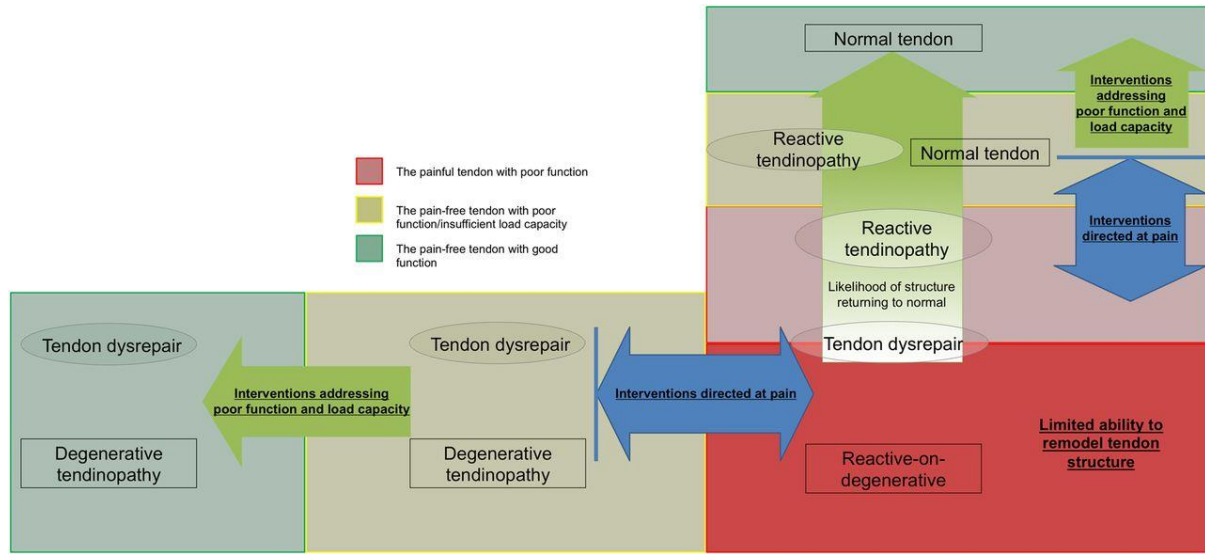 Normal tendon
Interventions
addressing
poor function and
load capacity
Reactive
tendinopathy
Normal tendon
The painful tendon with poor function
The pain-free tendon with poor
function/insufficient load capacity
The pain-free tendon with good
function
Reactive
tendinopathy
Interventions
directed at pain
Likelihood of structure
returning to normal
Tendon dysrepair
Tendon dysrepair
Tendon dysrepair
Interventions addressing
poor function and load capacity
Interventions directed at pain
Degenerative
tendinopathy
Degenerative
tendinopathy
Reactive-on-
degenerative
Limited ability to
remodel tendon
structure